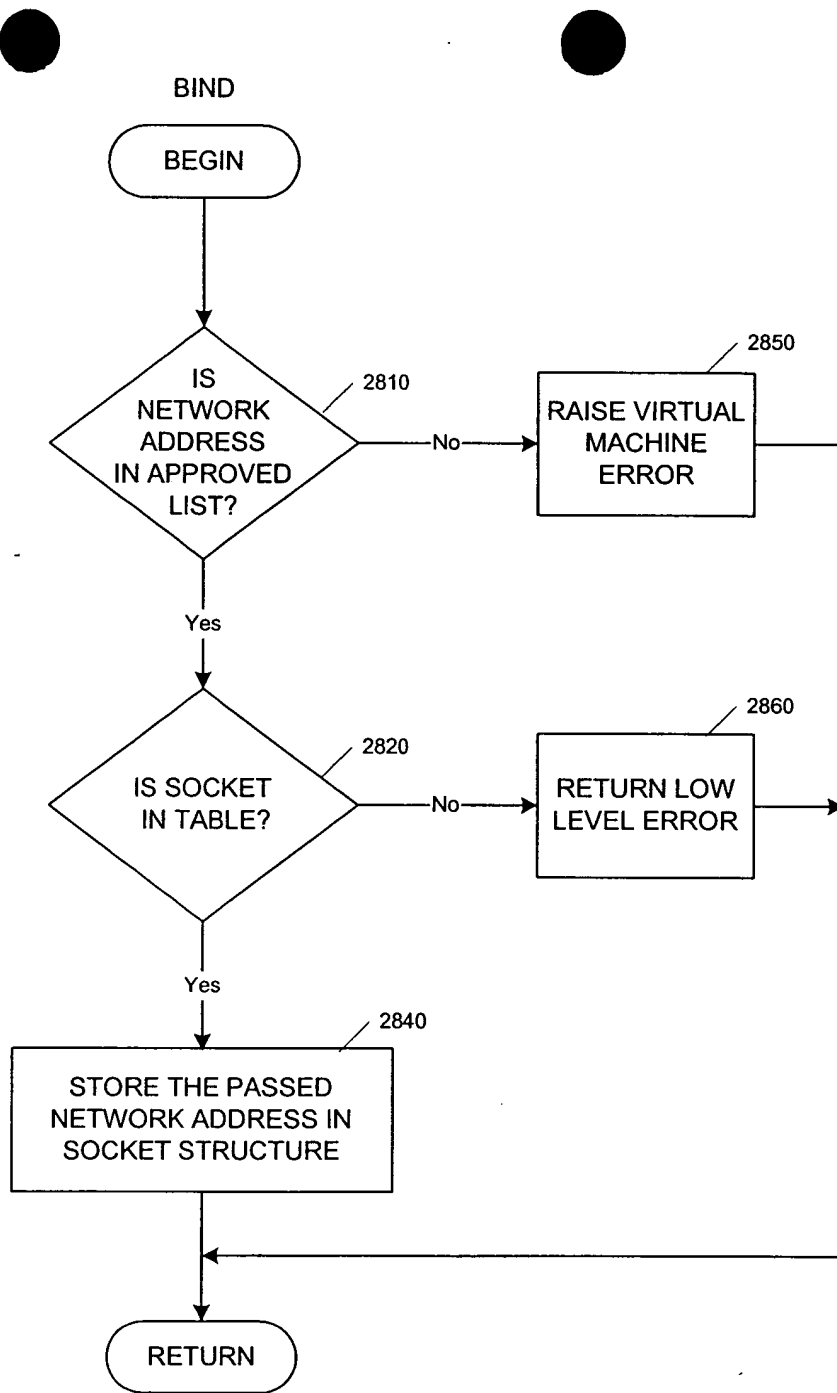 BIND
BEGIN
IS
NETWORK
ADDRESS
IN APPROVED
LIST?
2810
No
2850
RAISE VIRTUAL
MACHINE
ERROR
Yes
IS SOCKET
IN TABLE?
2820
No
2860
RETURN LOW
LEVEL ERROR
Yes
2840
STORE THE PASSED
NETWORK ADDRESS IN
SOCKET STRUCTURE
RETURN